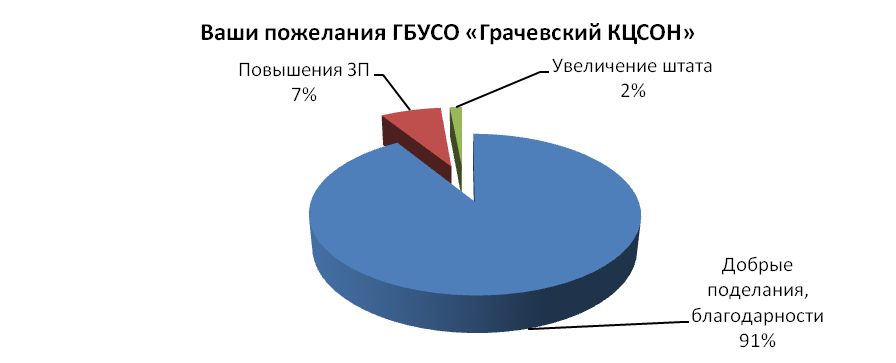 Ваши пожелания ГБУСО «Грачевский КЦСОН»
Повышения ЗП
7%
Увеличение штата
2%
Добрые
поделания,
благодарности
91%